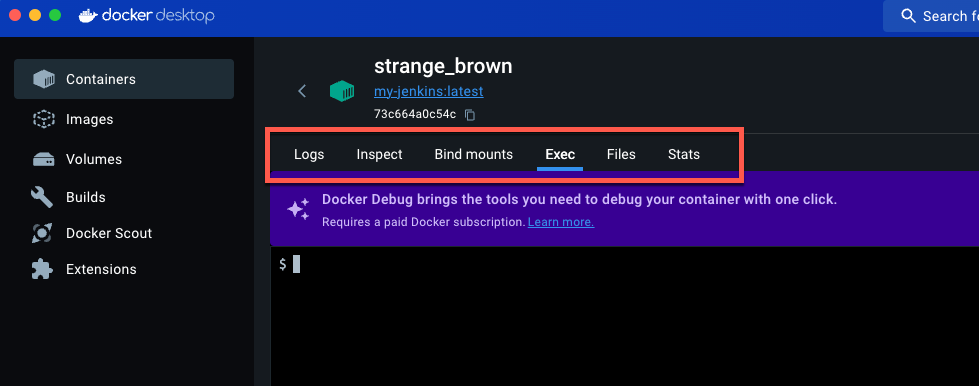 docker desktop
Search fo
Containers
Images
Volumes
Builds
Docker Scout
Extensions
strange_brown
my-jenkins:latest
73c664a0c54c
Logs Inspect Bind mounts Exec Files Stats
Docker Debug brings the tools you need to debug your container with one click.
Requires a paid Docker subscription. Learn more.
$